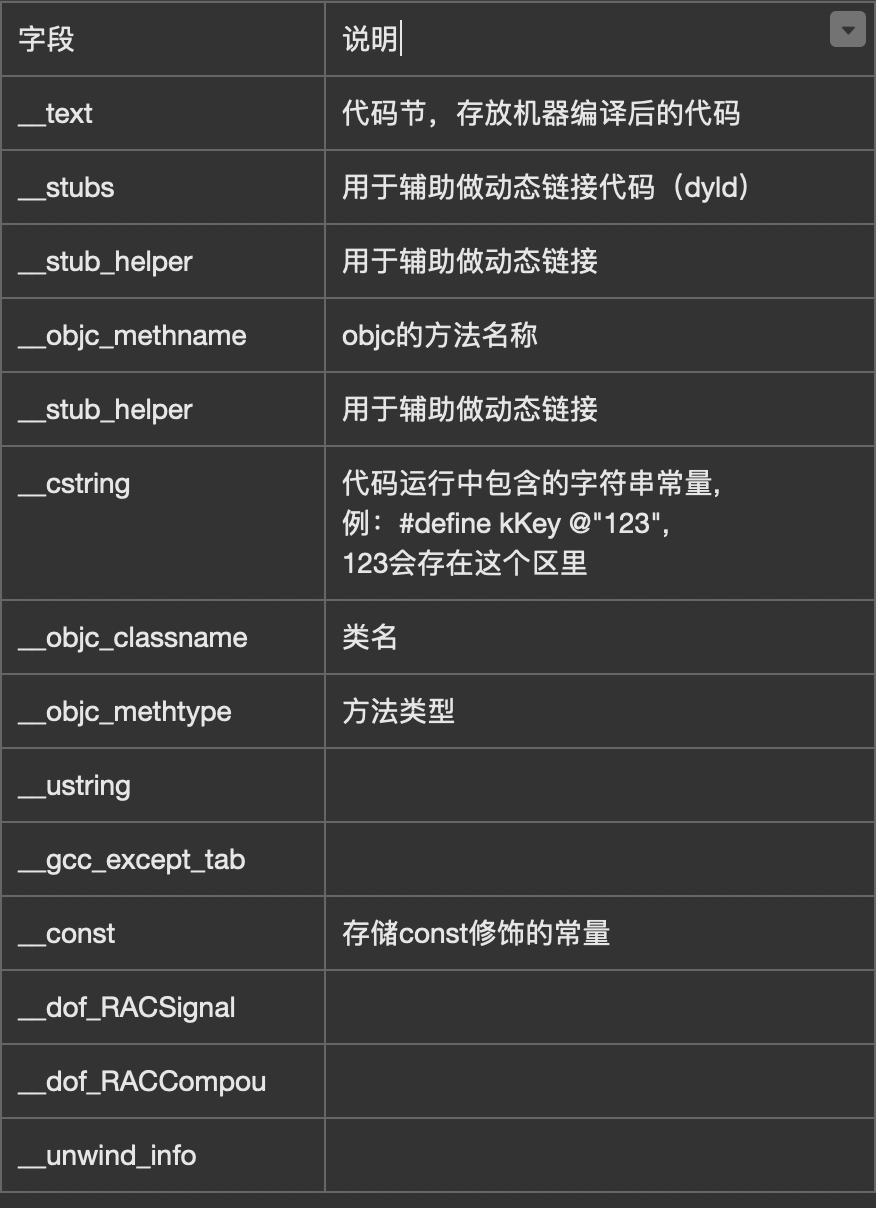 字段 说明
__text 代码节，存放机器编译后的代码
__stubs 用于辅助做动态链接代码（dyld）
__stub_helper 用于辅助做动态链接
__objc_methname objc的方法名称
__stub_helper 用于辅助做动态链接
__cstring 代码运行中包含的字符串常量,
例：#define kKey @"123",
123会存在这个区里
__objc_classname 类名
__objc_methtype 方法类型
__ustring
__gcc_except_tab
__const 存储const修饰的常量
__dof_RACSignal
__dof_RACCompou
__unwind_info